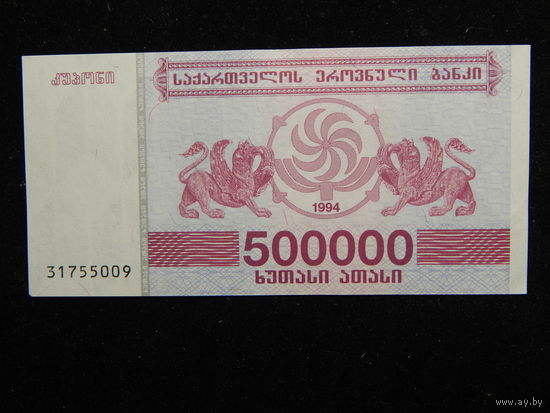 კუპონი
საქართველოს ეროვნული ბანკი
1994
500000
ხუთასი ათასი
31755009
www.ay.by